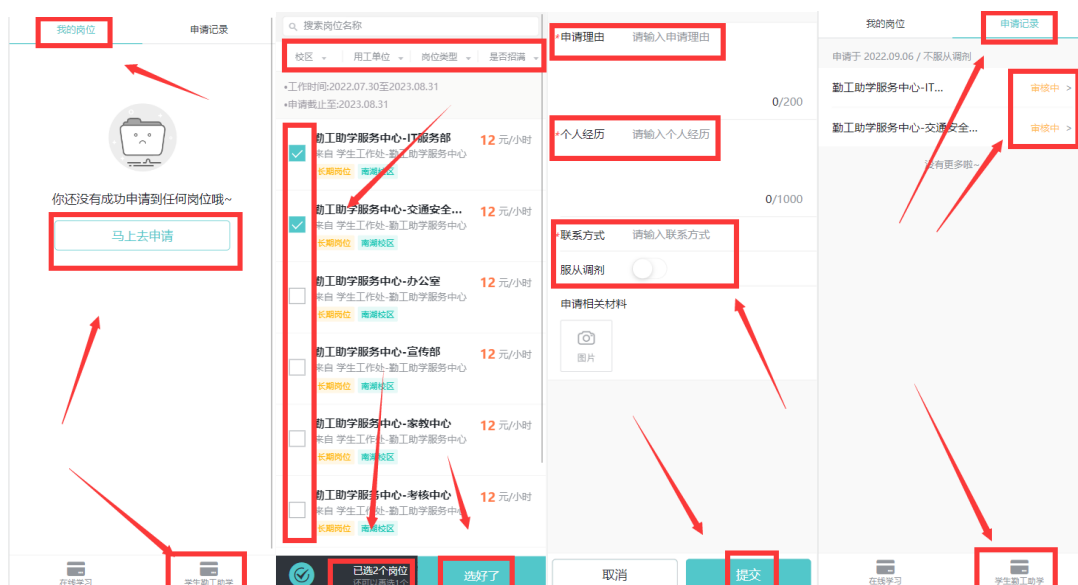 我的岗位
申请记录
你还没有成功申请到任何岗位哦~
马上去申请
在线学习
学生勤工助学
搜索岗位名称
校区
用工单位
岗位类型
是否招满
•工作时间:2022.07.30至2023.08.31
•申请截止至:2023.08.31
勤工助学服务中心-IT服务部
12 元/小时
来自 学生工作处-勤工助学服务中心
长期岗位 南湖校区
勤工助学服务中心-交通安全...
12 元/小时
来自 学生工作处-勤工助学服务中心
长期岗位 南湖校区
勤工助学服务中心-办公室
12 元/小时
来自 学生工作处-勤工助学服务中心
长期岗位 南湖校区
勤工助学服务中心-宣传部
12 元/小时
来自 学生工作处-勤工助学服务中心
长期岗位 南湖校区
勤工助学服务中心-家教中心
12 元/小时
来自 学生工作处-勤工助学服务中心
长期岗位 南湖校区
勤工助学服务中心-考核中心
12 元/小时
来自 学生工作处-勤工助学服务中心
长期岗位 南湖校区
已选2个岗位
还可以再选1个
选好了
*申请理由 请输入申请理由
0/200
*个人经历 请输入个人经历
0/1000
*联系方式 请输入联系方式
服从调剂
申请相关材料
图片
取消
提交
我的岗位
申请记录
申请于 2022.09.06 / 不服从调剂
勤工助学服务中心-IT...
审核中 >
勤工助学服务中心-交通安全...
审核中 >
没有更多啦~
在线学习
学生勤工助学